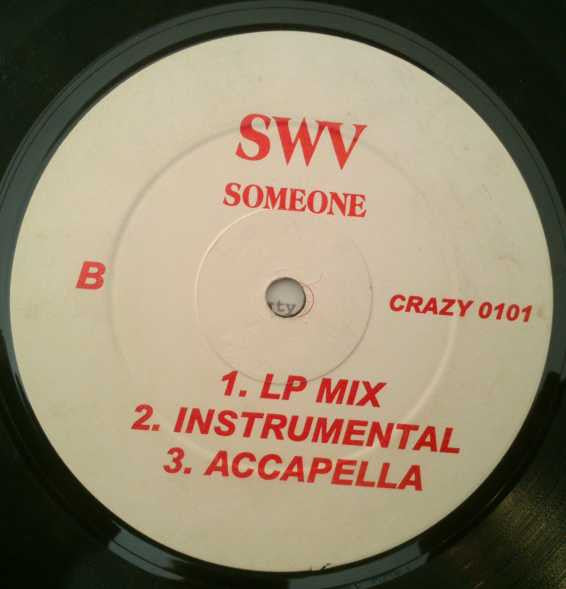 SWV
SOMEONE
B
CRAZY 0101
1. LP MIX
2. INSTRUMENTAL
3. ACCAPELLA